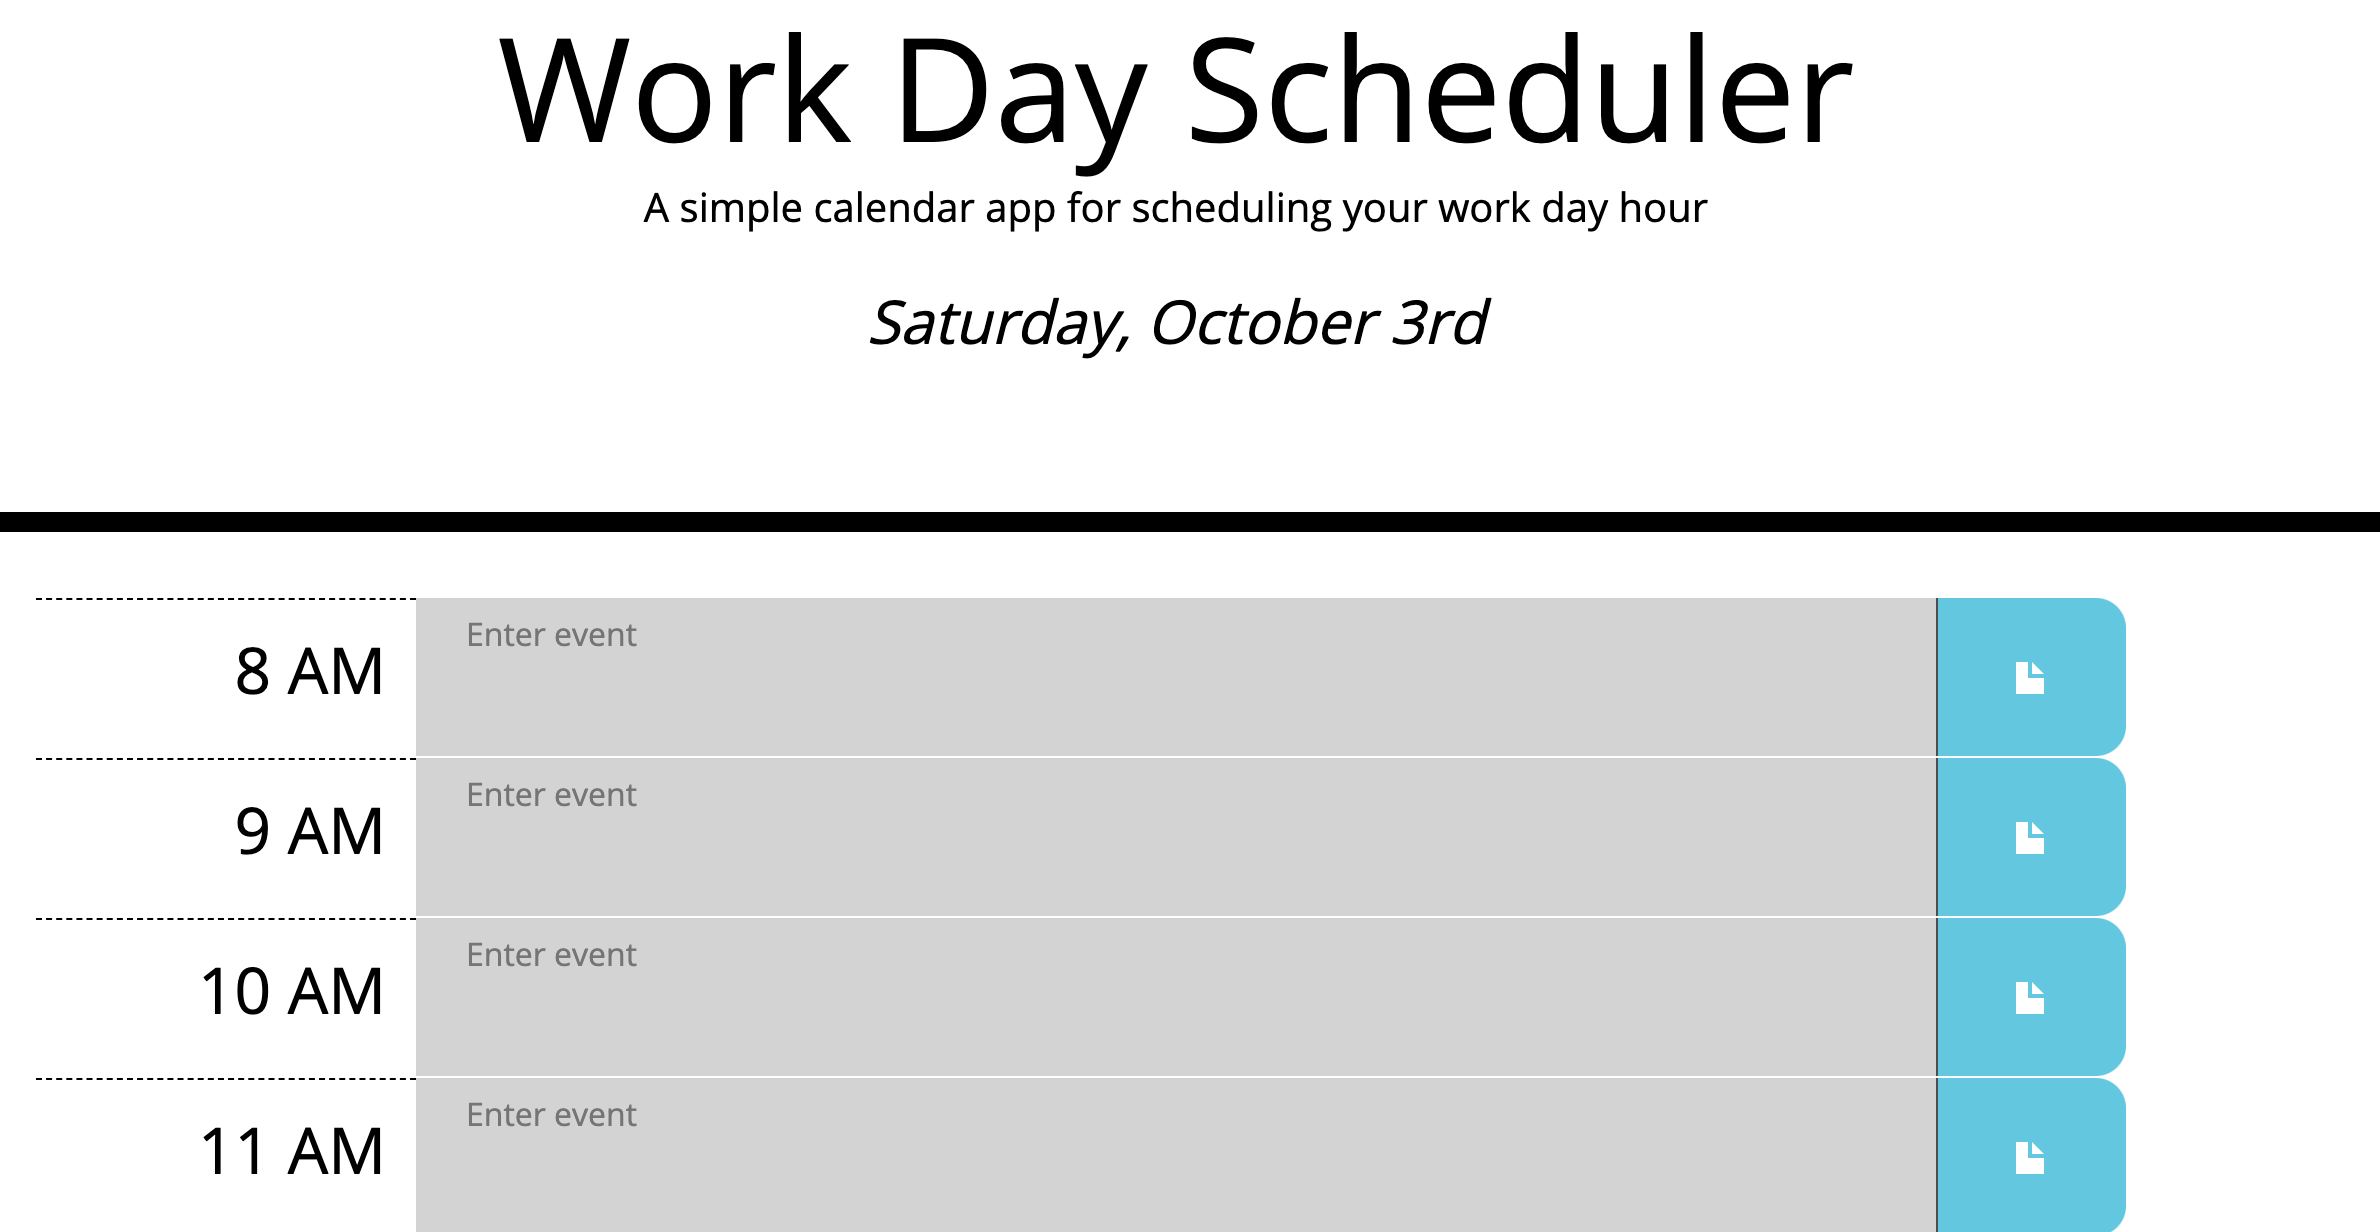 Work Day Scheduler
A simple calendar app for scheduling your work day hour
Saturday, October 3rd
8 AM
Enter event
9 AM
Enter event
10 AM
Enter event
11 AM
Enter event